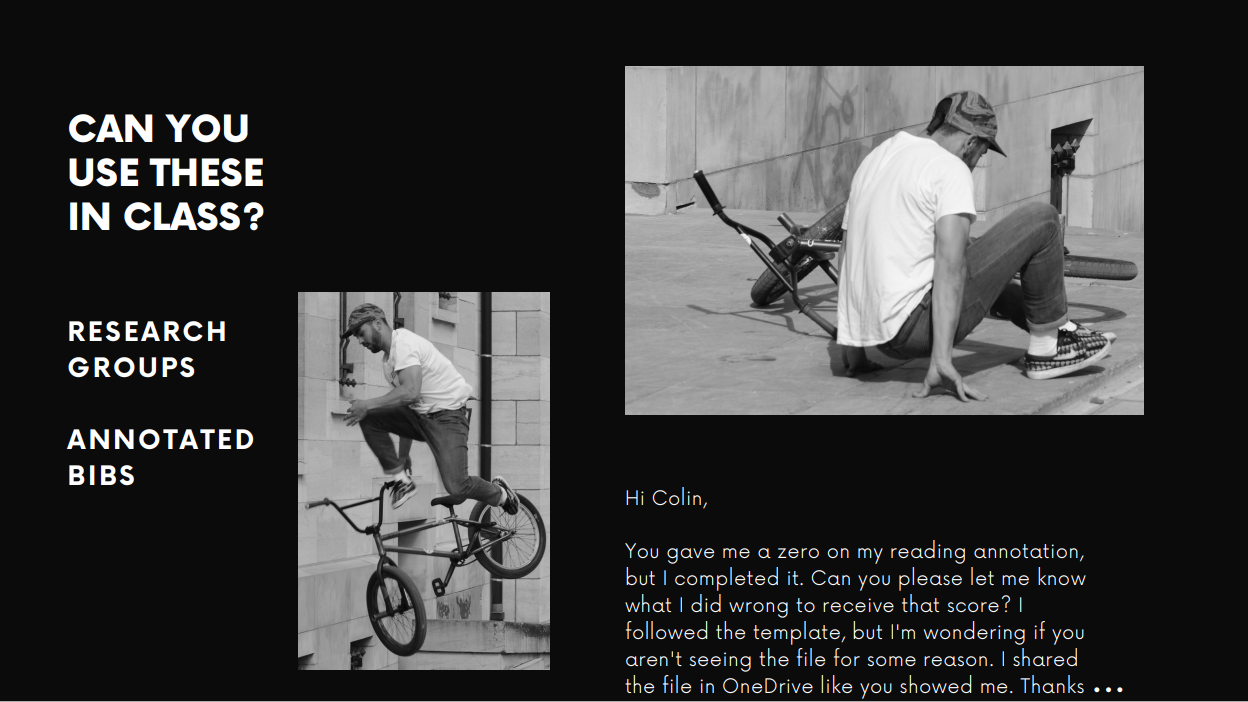 CAN YOU
USE THESE
IN CLASS?
RESEARCH
GROUPS
ANNOTATED
BIBS
Hi Colin,
You gave me a zero on my reading annotation,
but I completed it. Can you please let me know
what I did wrong to receive that score? I
followed the template, but I'm wondering if you
aren't seeing the file for some reason. I shared
the file in OneDrive like you showed me. Thanks ...